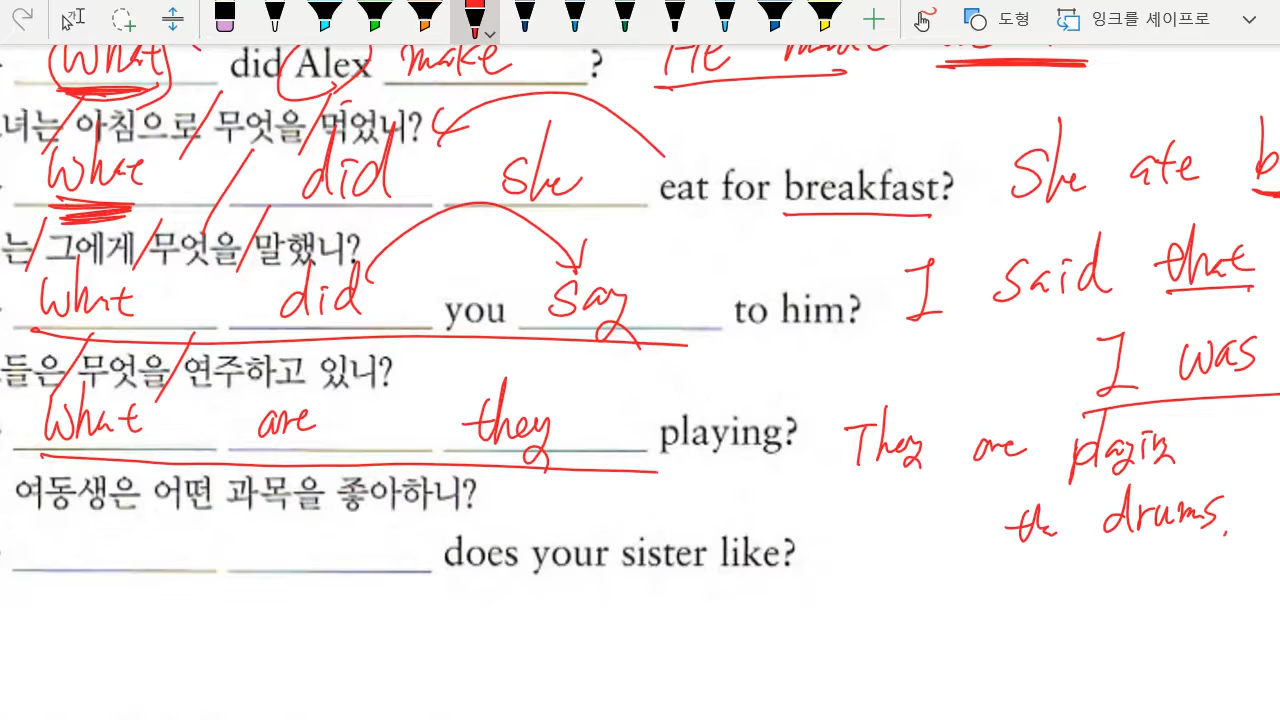 도형 잉크를 셰이프로
What did Alex make ? He
녀는 아침으로 무엇을 먹었니?
What did she eat for breakfast? She ate
는 그에게 무엇을 말했니?
What did you say to him? I said that
I was
들은 무엇을 연주하고 있니?
What are they playing? They are playing
the drums.
여동생은 어떤 과목을 좋아하니?
does your sister like?